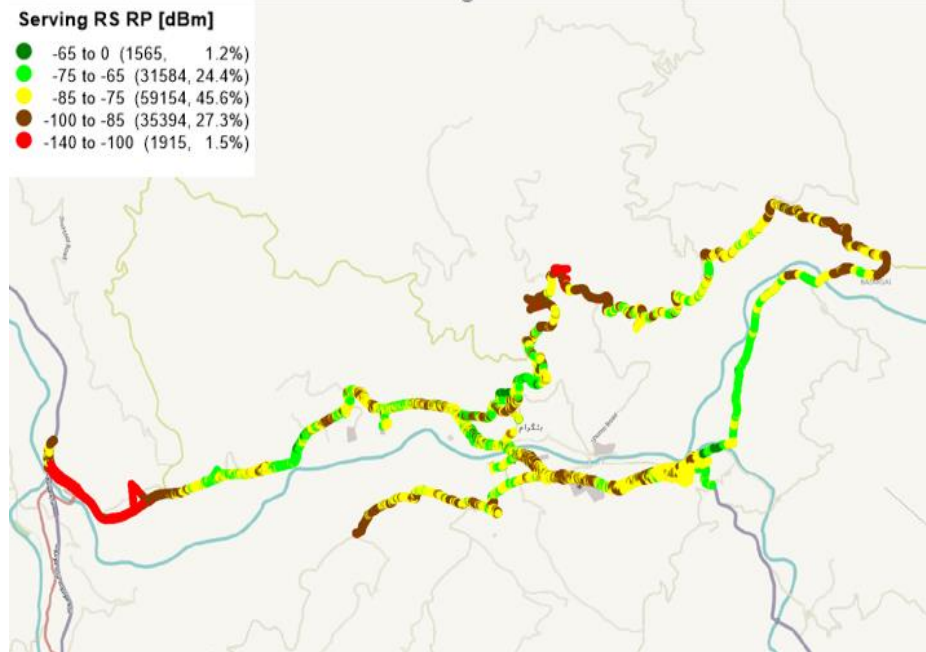 Serving RS RP [dBm]
-65 to 0 (1565, 1.2%)
-75 to -65 (31584, 24.4%)
-85 to -75 (59154, 45.6%)
-100 to -85 (35394, 27.3%)
-140 to -100 (1915, 1.5%)
بٹگرام